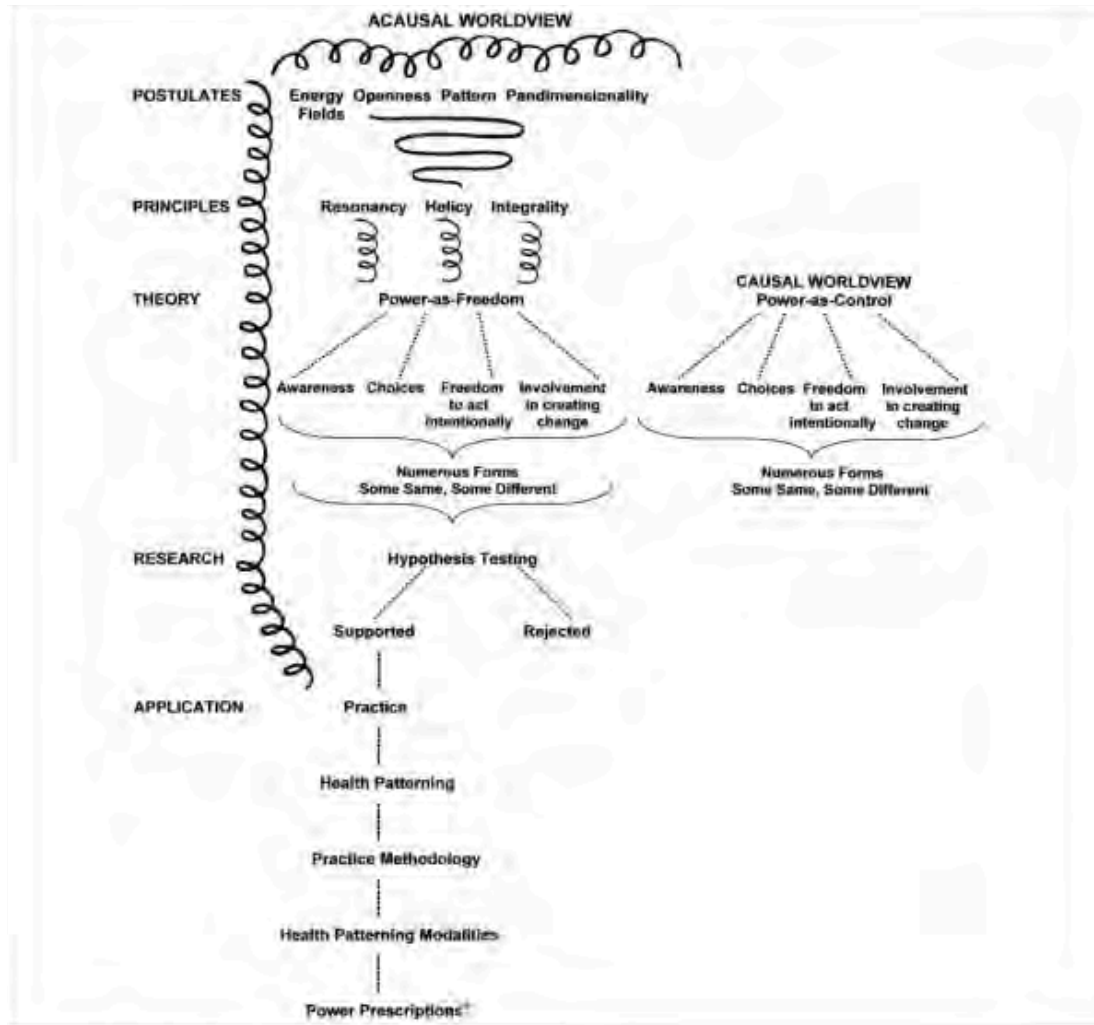 ACAUSAL WORLDVIEW
POSTULATES
Energy Openness Pattern Pandimensionality
Fields
PRINCIPLES
Resonancy Helicy Integrality
THEORY
Power-as-Freedom
CAUSAL WORLDVIEW
Power-as-Control
Awareness
Choices
Freedom
to act
intentionally
Involvement
in creating
change
Awareness
Choices
Freedom
to act
intentionally
Involvement
in creating
change
Numerous Forms
Some Same, Some Different
Numerous Forms
Some Same, Some Different
RESEARCH
Hypothesis Testing
Supported
Rejected
APPLICATION
Practice
Health Patterning
Practice Methodology
Health Patterning Modalities
Power Prescriptions